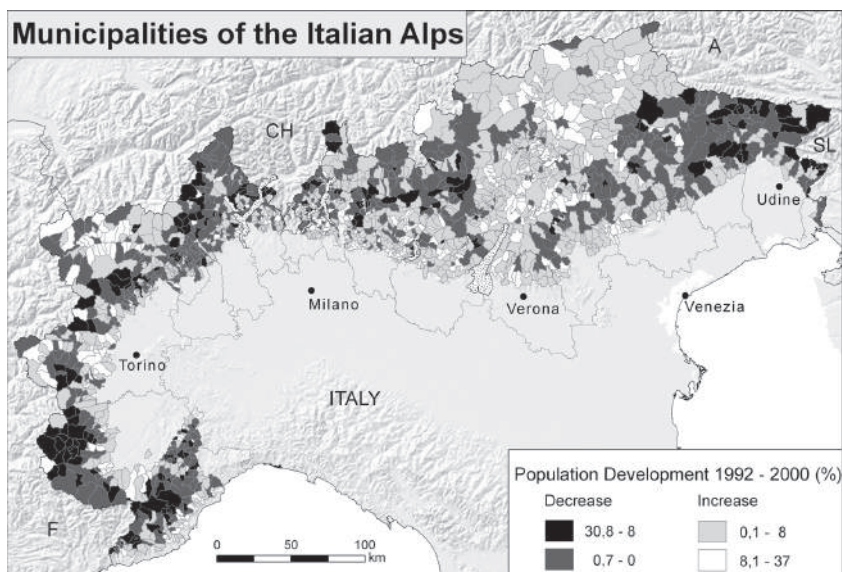 Municipalities of the Italian Alps
A
CH
SL
Udine
Milano
Verona
Venezia
Torino
ITALY
F
0 50 100
km
Population Development 1992 - 2000 (%)
Decrease Increase
30,8 - 8 0,1 - 8
0,7 - 0 8,1 - 37